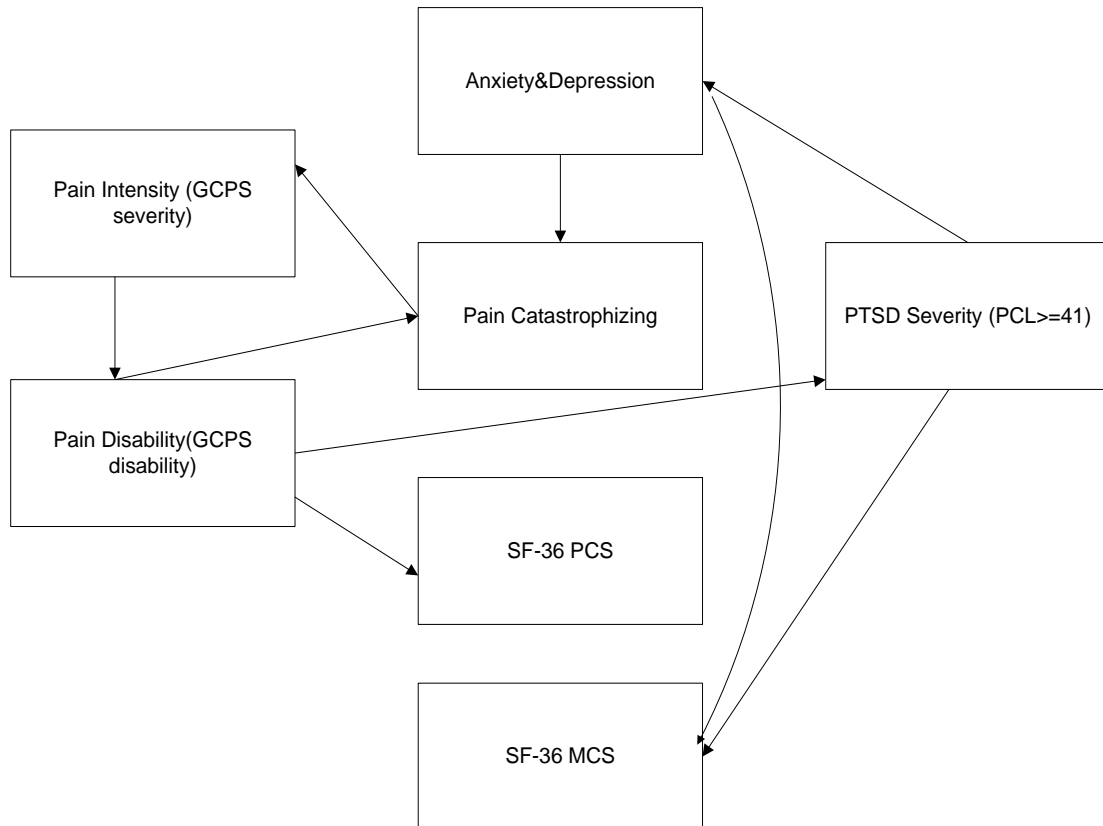 Anxiety&Depression
Pain Intensity (GCPS
severity)
Pain Catastrophizing
PTSD Severity (PCL>=41)
Pain Disability(GCPS
disability)
SF-36 PCS
SF-36 MCS